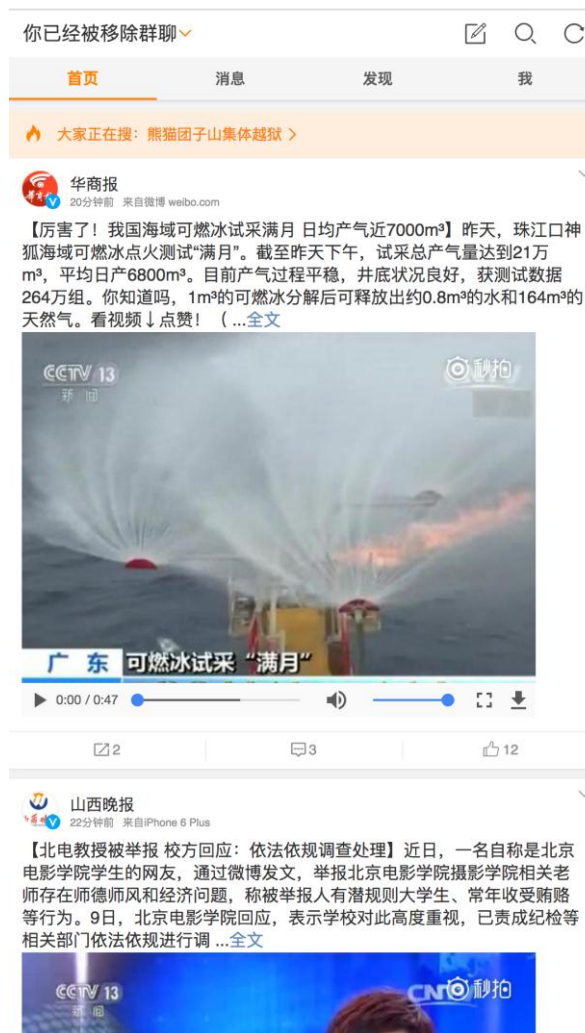 你已经被移除群聊
首页 消息 发现 我
大家正在搜：熊猫团子山集体越狱
华商报
20分钟前 来自微博 weibo.com
【厉害了！我国海域可燃冰试采满月 日均产气近7000m³】昨天，珠江口神
狐海域可燃冰点火测试“满月”。截至昨天下午，试采总产气量达到21万
m³，平均日产6800m³。目前产气过程平稳，井底状况良好，获测试数据
264万组。你知道吗，1m³的可燃冰分解后可释放出约0.8m³的水和164m³的
天然气。看视频↓点赞！（ ...全文
CCTV 13
新闻
秒拍
广东 可燃冰试采“满月”
0:00 / 0:47
2 3 12
山西晚报
22分钟前 来自iPhone 6 Plus
【北电教授被举报 校方回应：依法依规调查处理】近日，一名自称是北京
电影学院学生的网友，通过微博发文，举报北京电影学院摄影学院相关老
师存在师德师风和经济问题，称被举报人有潜规则大学生、常年收受贿赂
等行为。9日，北京电影学院回应，表示学校对此高度重视，已责成纪检等
相关部门依法依规进行调 ...全文
CCTV 13
新闻
秒拍